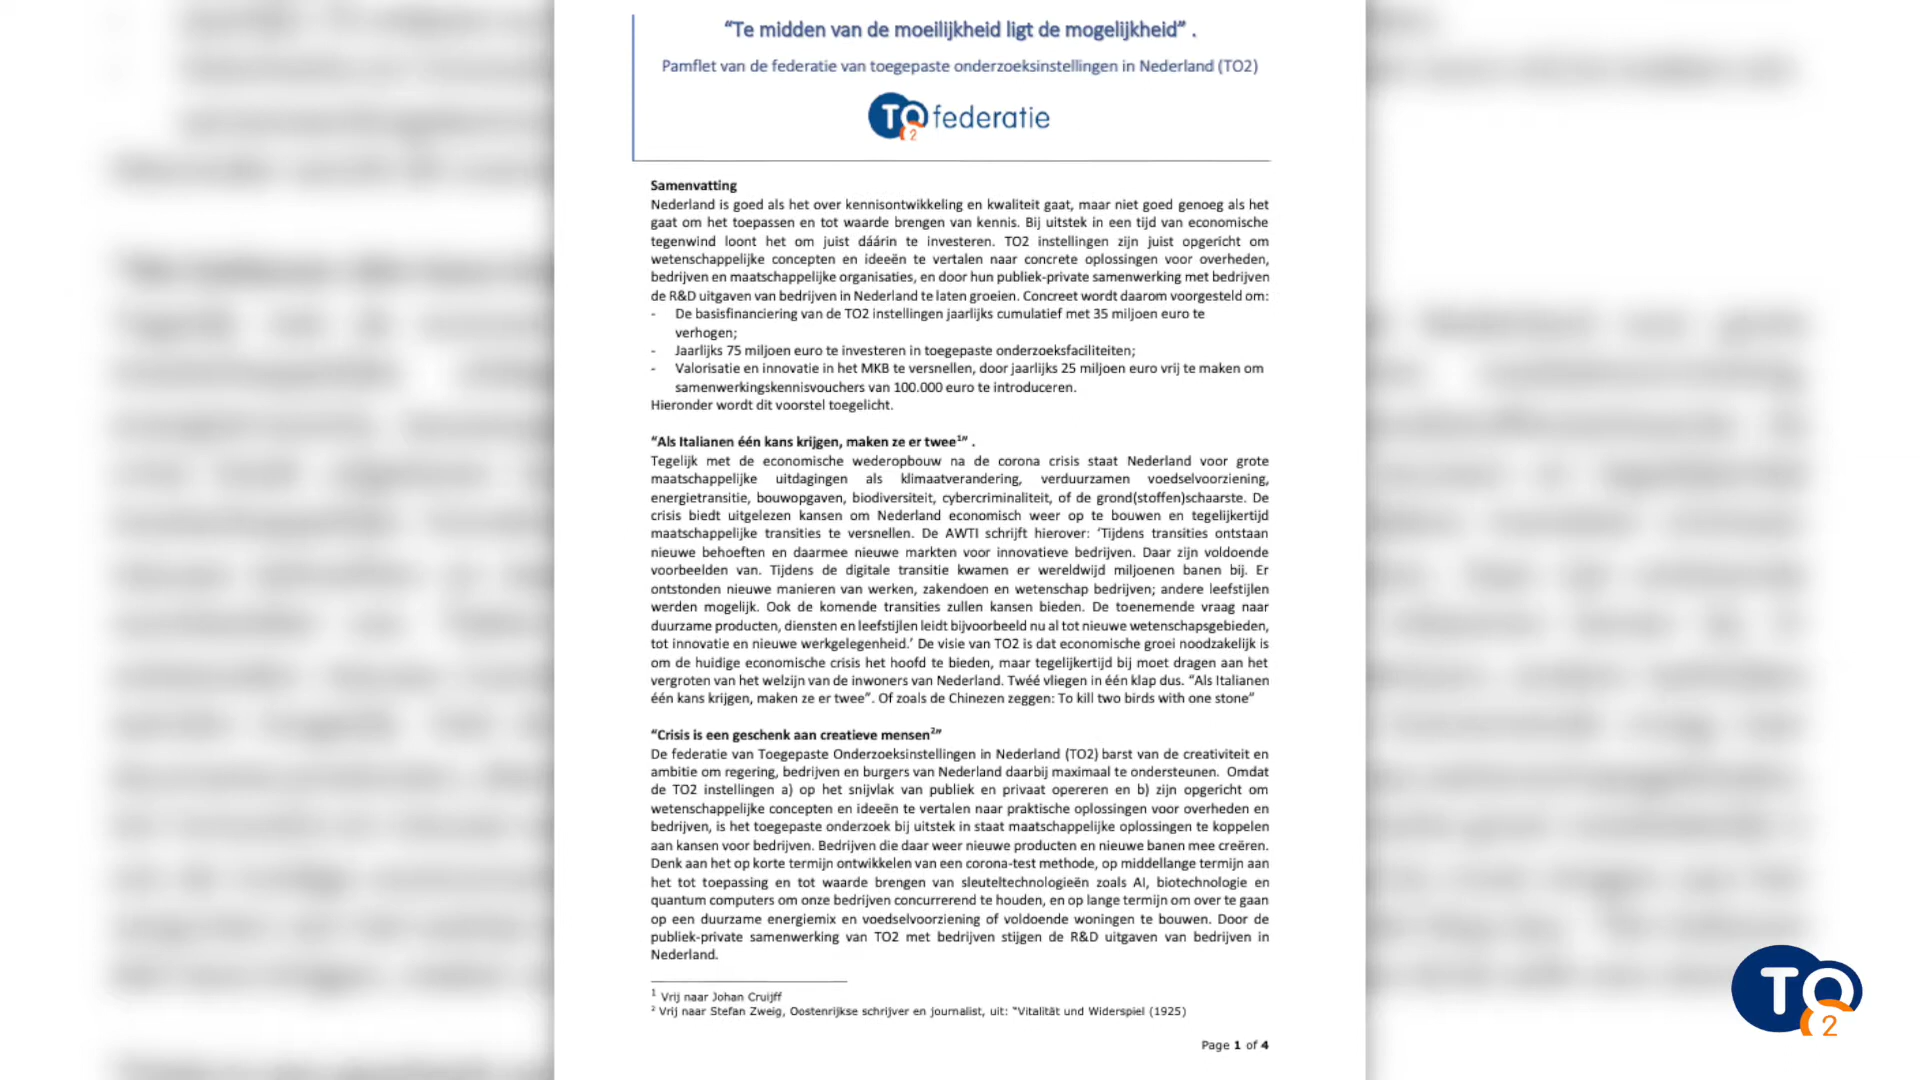 “Te midden van de moeilijkheid ligt de mogelijkheid” .
Pamflet van de federatie van toegepaste onderzoeksinstellingen in Nederland (TO2)
TO2 federatie
Samenvatting
Nederland is goed als het over kennisontwikkeling en kwaliteit gaat, maar niet goed genoeg als het
gaat om het toepassen en tot waarde brengen van kennis. Bij uitstek in een tijd van economische
tegenwind loont het om juist dáárin te investeren. TO2 instellingen zijn juist opgericht om
wetenschappelijke concepten en ideeën te vertalen naar concrete oplossingen voor overheden,
bedrijven en maatschappelijke organisaties, en door hun publiek-private samenwerking met bedrijven
de R&D uitgaven van bedrijven in Nederland te laten groeien. Concreet wordt daarom voorgesteld om:
- De basisfinanciering van de TO2 instellingen jaarlijks cumulatief met 35 miljoen euro te
verhogen;
- Jaarlijks 75 miljoen euro te investeren in toegepaste onderzoeksfaciliteiten;
- Valorisatie en innovatie in het MKB te versnellen, door jaarlijks 25 miljoen euro vrij te maken om
samenwerkingskennisvouchers van 100.000 euro te introduceren.
Hieronder wordt dit voorstel toegelicht.
“Als Italianen één kans krijgen, maken ze er twee¹” .
Tegelijk met de economische wederopbouw na de corona crisis staat Nederland voor grote
maatschappelijke uitdagingen als klimaatverandering, verduurzamen voedselvoorziening,
energietransitie, bouwopgaven, biodiversiteit, cybercriminaliteit, of de grond(stoffen)schaarste. De
crisis biedt uitgelezen kansen om Nederland economisch weer op te bouwen en tegelijkertijd
maatschappelijke transities te versnellen. De AWTI schrijft hierover: ‘Tijdens transities ontstaan
nieuwe behoeften en daarmee nieuwe markten voor innovatieve bedrijven. Daar zijn voldoende
voorbeelden van. Tijdens de digitale transitie kwamen er wereldwijd miljoenen banen bij. Er
ontstonden nieuwe manieren van werken, zakendoen en wetenschap bedrijven; andere leefstijlen
werden mogelijk. Ook de komende transities zullen kansen bieden. De toenemende vraag naar
duurzame producten, diensten en leefstijlen leidt bijvoorbeeld nu al tot nieuwe wetenschapsgebieden,
tot innovatie en nieuwe werkgelegenheid.’ De visie van TO2 is dat economische groei noodzakelijk is
om de huidige economische crisis het hoofd te bieden, maar tegelijkertijd bij moet dragen aan het
vergroten van het welzijn van de inwoners van Nederland. Twéé vliegen in één klap dus. “Als Italianen
één kans krijgen, maken ze er twee”. Of zoals de Chinezen zeggen: To kill two birds with one stone”
“Crisis is een geschenk aan creatieve mensen²”
De federatie van Toegepaste Onderzoeksinstellingen in Nederland (TO2) barst van de creativiteit en
ambitie om regering, bedrijven en burgers van Nederland daarbij maximaal te ondersteunen. Omdat
de TO2 instellingen a) op het snijvlak van publiek en privaat opereren en b) zijn opgericht om
wetenschappelijke concepten en ideeën te vertalen naar praktische oplossingen voor overheden en
bedrijven, is het toegepaste onderzoek bij uitstek in staat maatschappelijke oplossingen te koppelen
aan kansen voor bedrijven. Bedrijven die daar weer nieuwe producten en nieuwe banen mee creëren.
Denk aan het op korte termijn ontwikkelen van een corona-test methode, op middellange termijn aan
het tot toepassing en tot waarde brengen van sleuteltechnologieën zoals AI, biotechnologie en
quantum computers om onze bedrijven concurrerend te houden, en op lange termijn om over te gaan
op een duurzame energiemix en voedselvoorziening of voldoende woningen te bouwen. Door de
publiek-private samenwerking van TO2 met bedrijven stijgen de R&D uitgaven van bedrijven in
Nederland.
¹ Vrij naar Johan Cruijff
² Vrij naar Stefan Zweig, Oostenrijkse schrijver en journalist, uit: “Vitalität und Widerspiel (1925)
Page 1 of 4
TO2